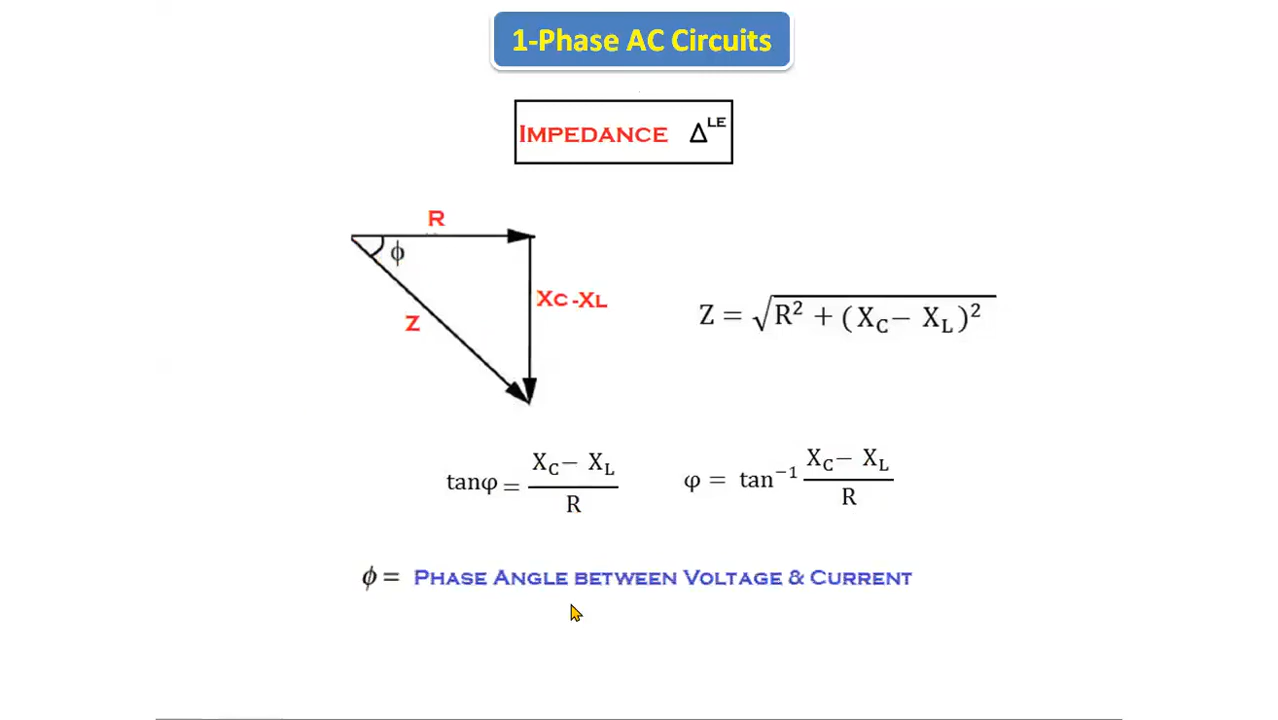 1-Phase AC Circuits
IMPEDANCE Δ^LE
R
ϕ
XC -XL
Z
Z = √R² + (X_C − X_L)²
tanφ = X_C − X_L / R
φ = tan⁻¹ X_C − X_L / R
ϕ = PHASE ANGLE BETWEEN VOLTAGE & CURRENT